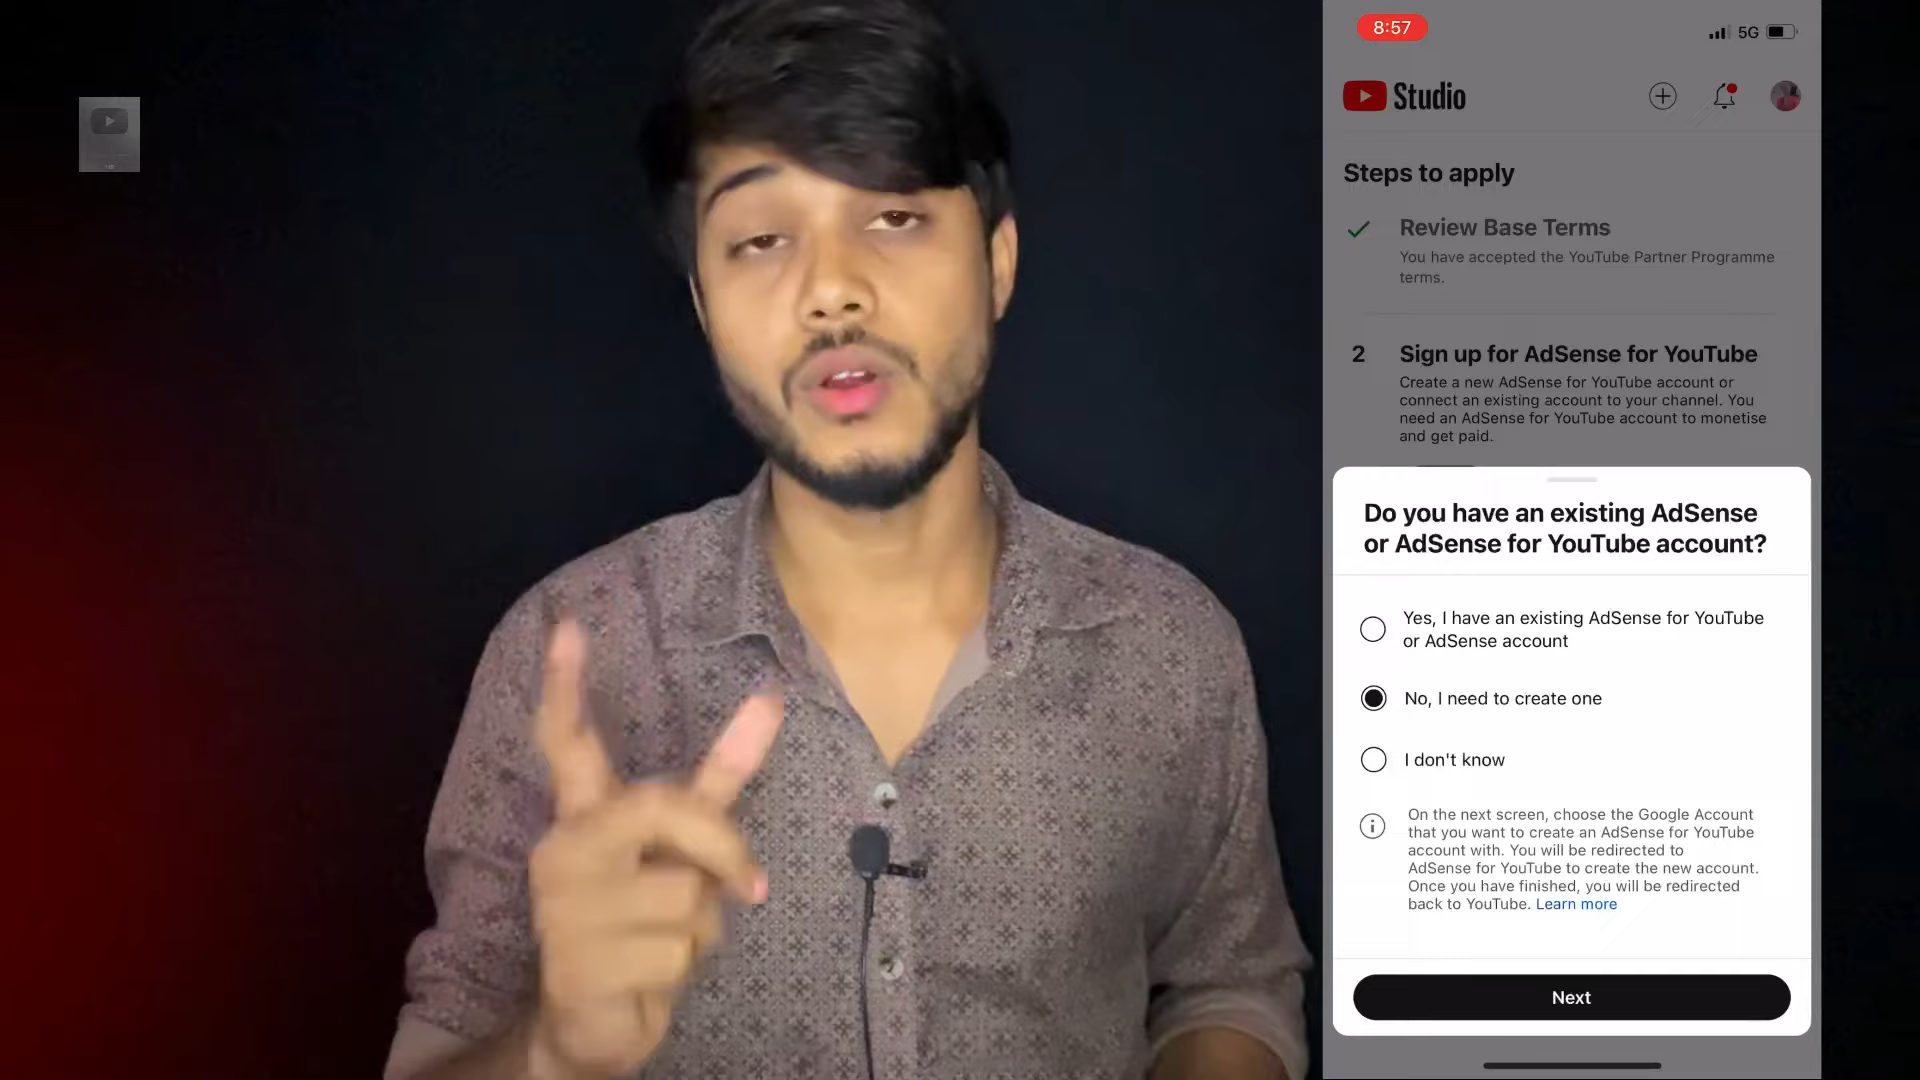 8:57
5G
Studio
Steps to apply
Review Base Terms
You have accepted the YouTube Partner Programme
terms.
2
Sign up for AdSense for YouTube
Create a new AdSense for YouTube account or
connect an existing account to your channel. You
need an AdSense for YouTube account to monetise
and get paid.
Do you have an existing AdSense
or AdSense for YouTube account?
Yes, I have an existing AdSense for YouTube
or AdSense account
No, I need to create one
I don't know
On the next screen, choose the Google Account
that you want to create an AdSense for YouTube
account with. You will be redirected to
AdSense for YouTube to create the new account.
Once you have finished, you will be redirected
back to YouTube. Learn more
Next